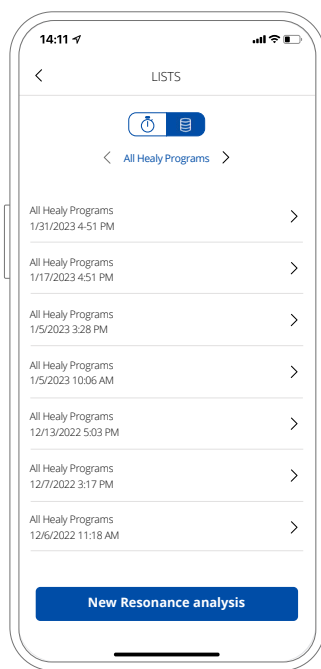 14:11
LISTS
All Healy Programs
All Healy Programs
1/31/2023 4-51 PM
All Healy Programs
1/17/2023 4:51 PM
All Healy Programs
1/5/2023 3:28 PM
All Healy Programs
1/5/2023 10:06 AM
All Healy Programs
12/13/2022 5:03 PM
All Healy Programs
12/7/2022 3:17 PM
All Healy Programs
12/6/2022 11:18 AM
New Resonance analysis